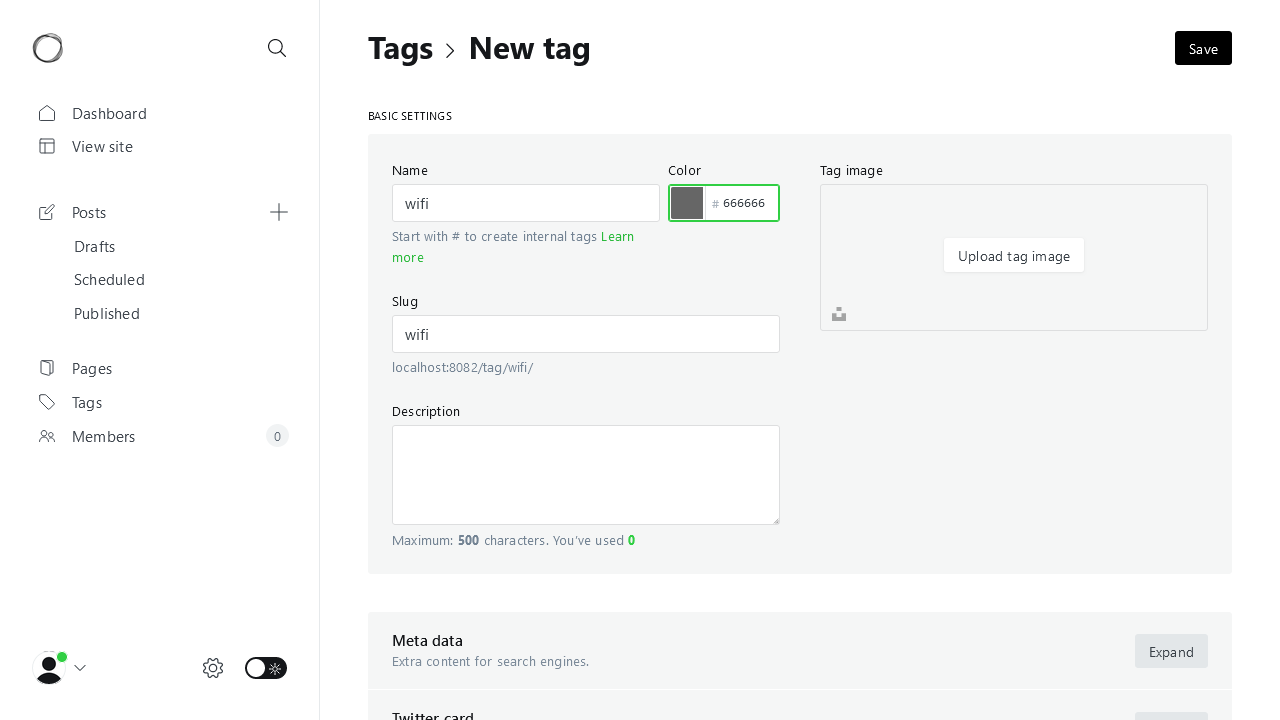 Tags > New tag
Save
Dashboard
View site
Posts
Drafts
Scheduled
Published
Pages
Tags
Members
0
BASIC SETTINGS
Name
wifi
Start with # to create internal tags Learn
more
Color
# 666666
Slug
wifi
localhost:8082/tag/wifi/
Description
Maximum: 500 characters. You've used 0
Tag image
Upload tag image
Meta data
Extra content for search engines.
Expand
Twitter card